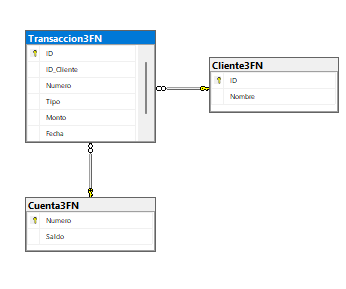 Transaccion3FN
ID
ID_Cliente
Numero
Tipo
Monto
Fecha
Cliente3FN
ID
Nombre
Cuenta3FN
Numero
Saldo